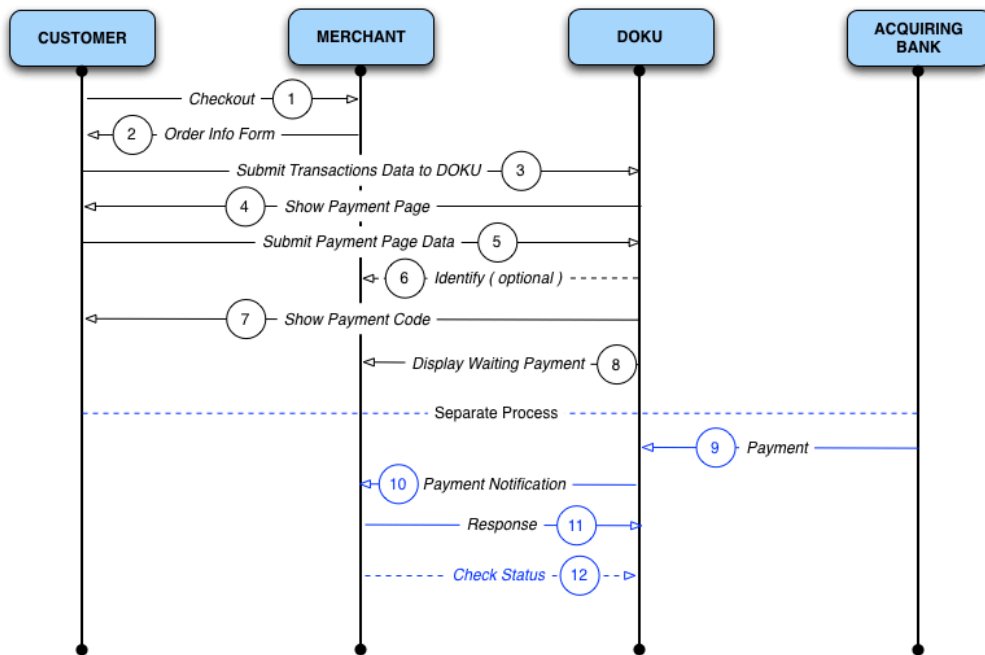 CUSTOMER
MERCHANT
DOKU
ACQUIRING
BANK
Checkout 1
2 Order Info Form
Submit Transactions Data to DOKU 3
4 Show Payment Page
Submit Payment Page Data 5
6 Identify ( optional )
7 Show Payment Code
Display Waiting Payment 8
Separate Process
9 Payment
10 Payment Notification
Response 11
Check Status 12